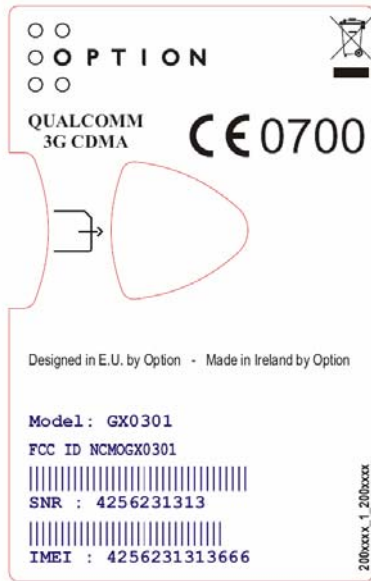 OPTION
QUALCOMM
3G CDMA
CE 0700
Designed in E.U. by Option - Made in Ireland by Option
Model: GX0301
FCC ID NCMOGX0301
SNR : 4256231313
IMEI : 4256231313666
200xxxx_1_200xxxx